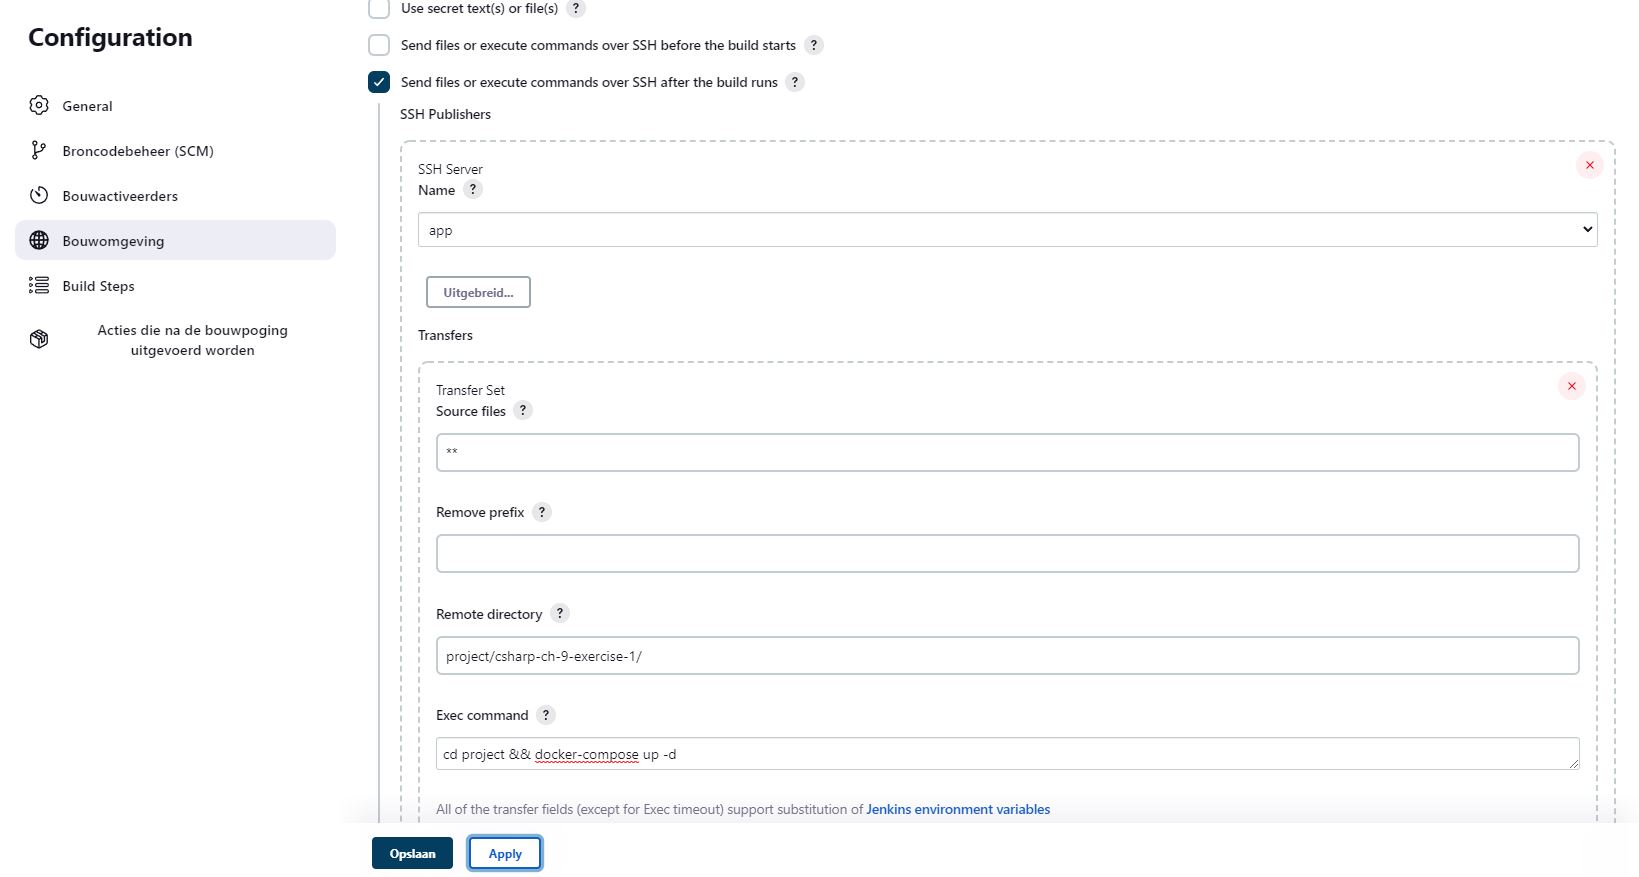 Configuration
General
Broncodebeheer (SCM)
Bouwactiveerders
Bouwomgeving
Build Steps
Acties die na de bouwpoging
uitgevoerd worden
Use secret text(s) or file(s) ?
Send files or execute commands over SSH before the build starts ?
Send files or execute commands over SSH after the build runs ?
SSH Publishers
SSH Server
Name ?
app
Uitgebreid...
Transfers
Transfer Set
Source files ?
**
Remove prefix ?
Remote directory ?
project/csharp-ch-9-exercise-1/
Exec command ?
cd project && docker-compose up -d
All of the transfer fields (except for Exec timeout) support substitution of Jenkins environment variables
Opslaan
Apply